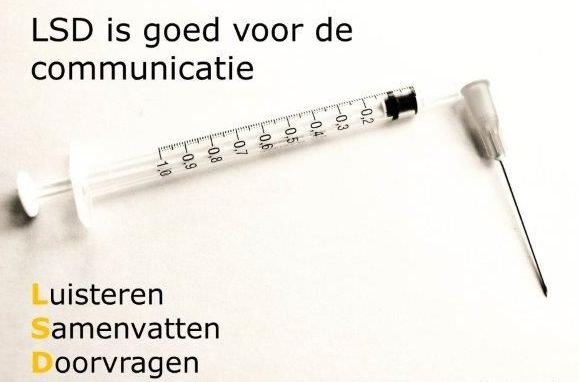 LSD is goed voor de
communicatie
1,0 0,9 0,8 0,7 0,6 0,5 0,4 0,3 0,2
Luisteren
Samenvatten
Doorvragen